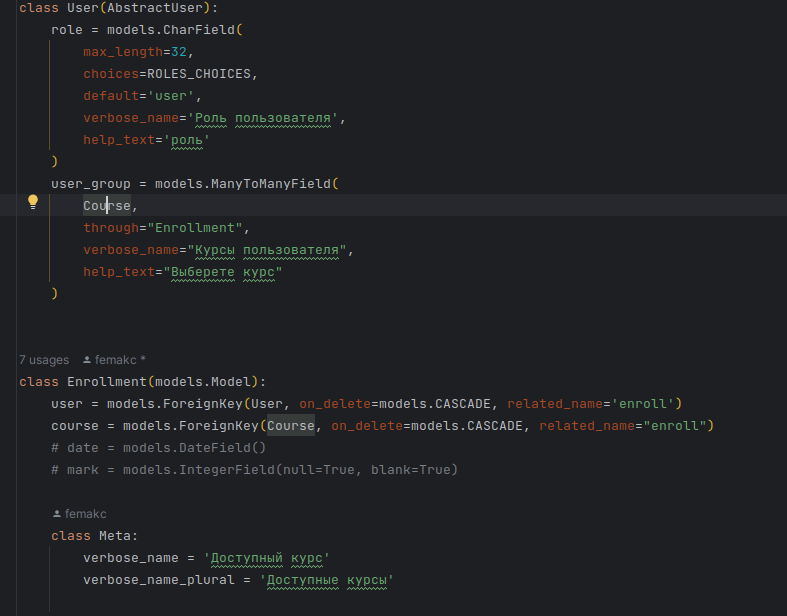 class User(AbstractUser):
role = models.CharField(
max_length=32,
choices=ROLES_CHOICES,
default='user',
verbose_name='Роль пользователя',
help_text='роль'
)
user_group = models.ManyToManyField(
Course,
through="Enrollment",
verbose_name="Курсы пользователя",
help_text="Выберете курс"
)
7 usages femakc *
class Enrollment(models.Model):
user = models.ForeignKey(User, on_delete=models.CASCADE, related_name='enroll')
course = models.ForeignKey(Course, on_delete=models.CASCADE, related_name="enroll")
# date = models.DateField()
# mark = models.IntegerField(null=True, blank=True)
femakc
class Meta:
verbose_name = 'Доступный курс'
verbose_name_plural = 'Доступные курсы'